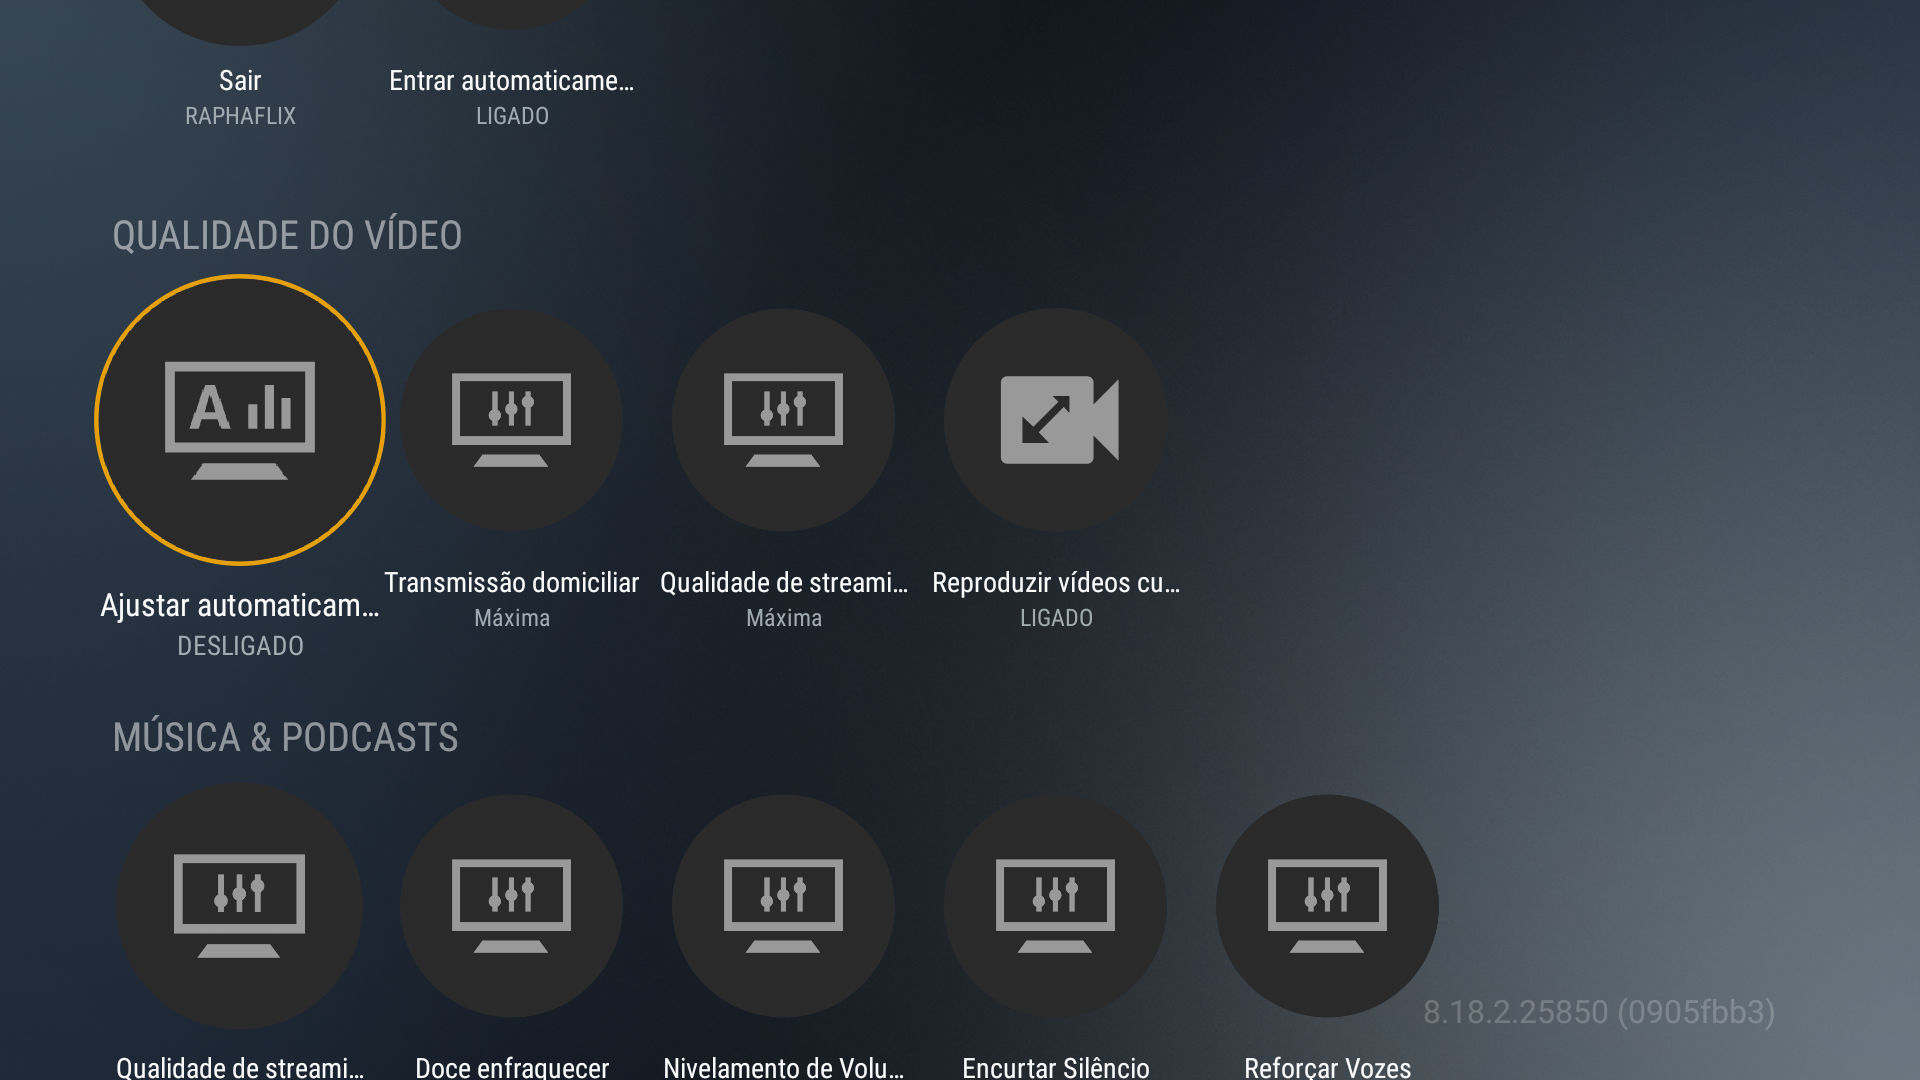 Sair
RAPHAFLIX
Entrar automaticame…
LIGADO
QUALIDADE DO VÍDEO
A
Ajustar automaticam…
DESLIGADO
Transmissão domiciliar
Máxima
Qualidade de streami…
Máxima
Reproduzir vídeos cu…
LIGADO
MÚSICA & PODCASTS
8.18.2.25850 (0905fbb3)
Qualidade de streami…
Doce enfraquecer
Nivelamento de Volu…
Encurtar Silêncio
Reforçar Vozes